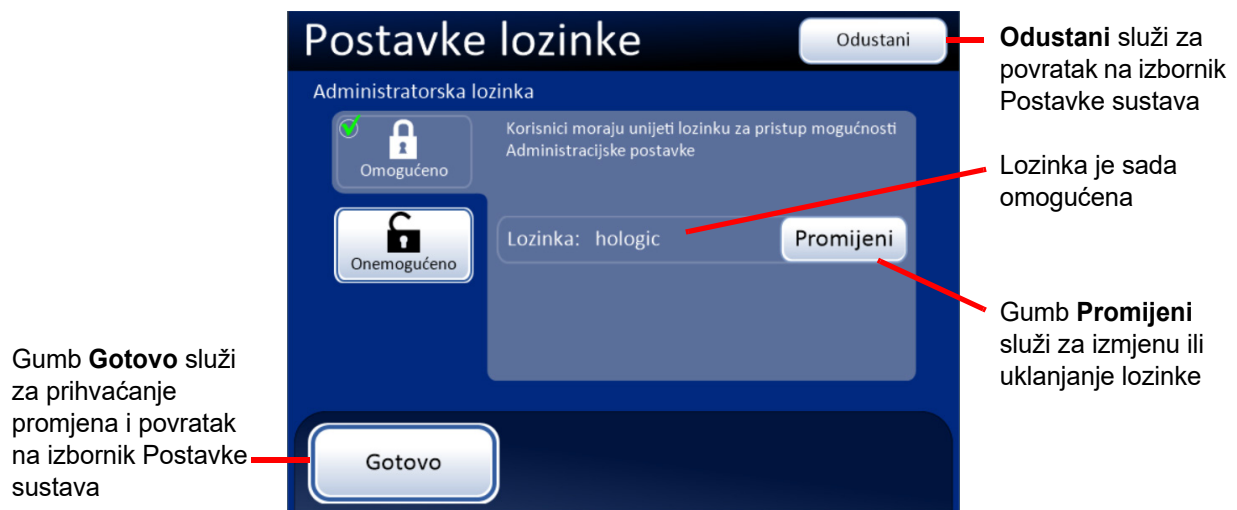 Postavke lozinke
Odustani
Administratorska lozinka
Omogućeno
Korisnici moraju unijeti lozinku za pristup mogućnosti
Administracijske postavke
Onemogućeno
Lozinka: hologic
Promijeni
Gotovo
Odustani služi za
povratak na izbornik
Postavke sustava
Lozinka je sada
omogućena
Gumb Promijeni
služi za izmjenu ili
uklanjanje lozinke
Gumb Gotovo služi
za prihvaćanje
promjena i povratak
na izbornik Postavke
sustava